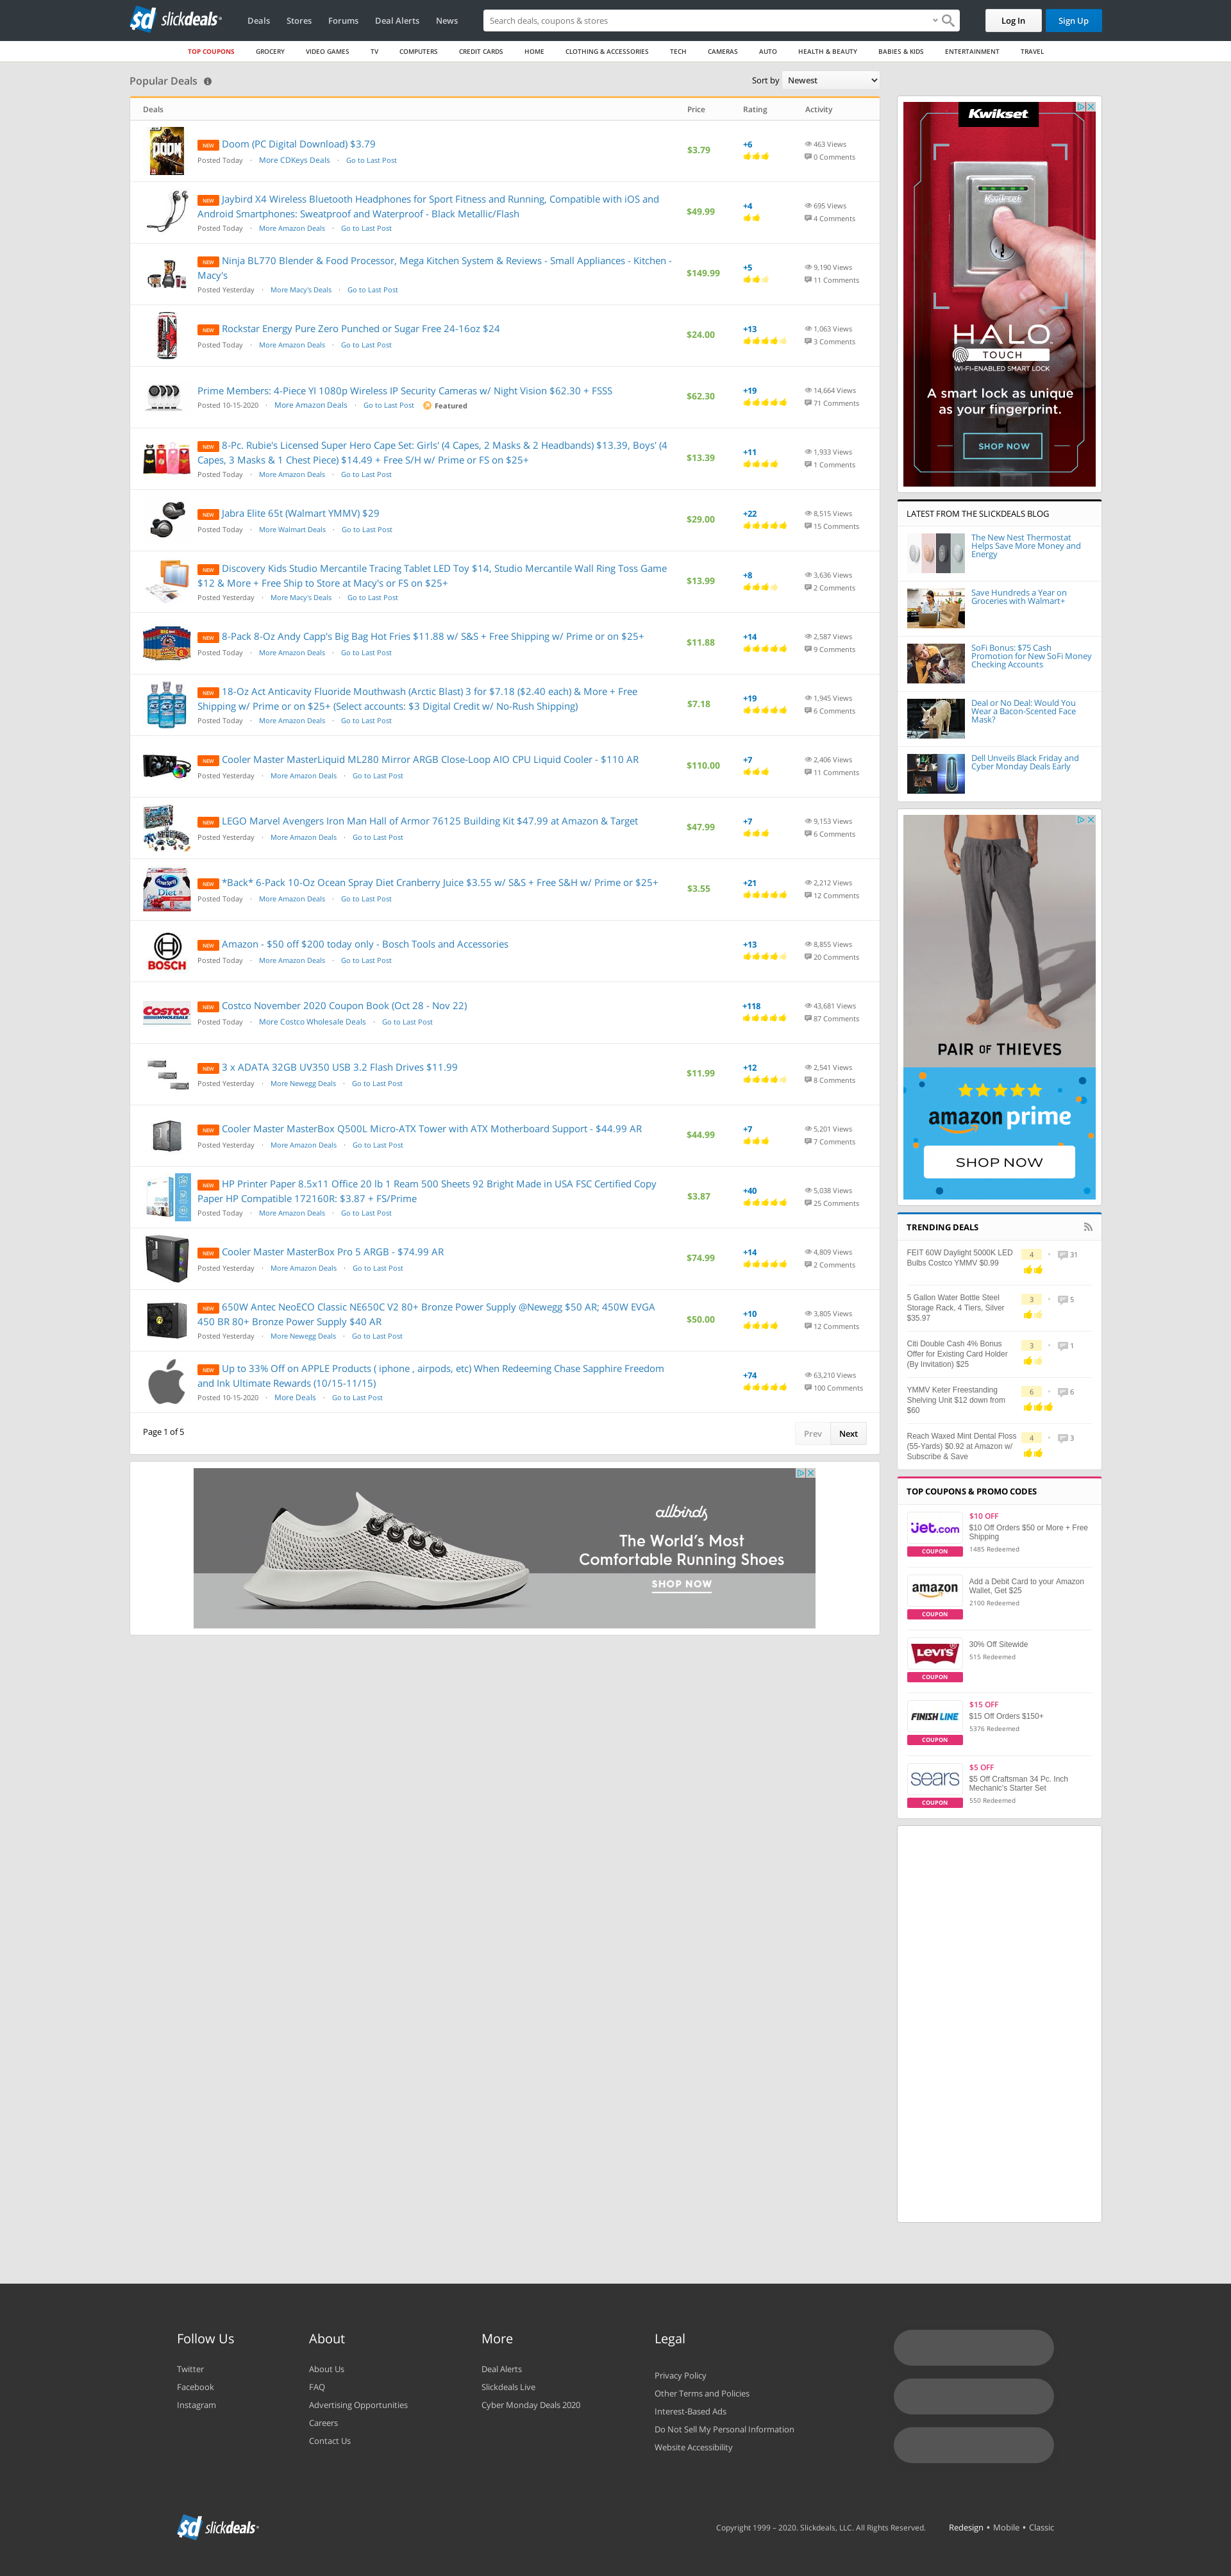 slickdeals
Deals
Stores
Forums
Deal Alerts
News
Search deals, coupons & stores
Log In
Sign Up
TOP COUPONS
GROCERY
VIDEO GAMES
TV
COMPUTERS
CREDIT CARDS
HOME
CLOTHING & ACCESSORIES
TECH
CAMERAS
AUTO
HEALTH & BEAUTY
BABIES & KIDS
ENTERTAINMENT
TRAVEL
Popular Deals
Sort by Newest
Deals Price Rating Activity
NEW Doom (PC Digital Download) $3.79
Posted Today · More CDKeys Deals · Go to Last Post
$3.79
+6
463 Views
0 Comments
NEW Jaybird X4 Wireless Bluetooth Headphones for Sport Fitness and Running, Compatible with iOS and
Android Smartphones: Sweatproof and Waterproof - Black Metallic/Flash
Posted Today · More Amazon Deals · Go to Last Post
$49.99
+4
695 Views
4 Comments
NEW Ninja BL770 Blender & Food Processor, Mega Kitchen System & Reviews - Small Appliances - Kitchen -
Macy's
Posted Yesterday · More Macy's Deals · Go to Last Post
$149.99
+5
9,190 Views
11 Comments
NEW Rockstar Energy Pure Zero Punched or Sugar Free 24-16oz $24
Posted Today · More Amazon Deals · Go to Last Post
$24.00
+13
1,063 Views
3 Comments
Prime Members: 4-Piece YI 1080p Wireless IP Security Cameras w/ Night Vision $62.30 + FSSS
Posted 10-15-2020 · More Amazon Deals · Go to Last Post Featured
$62.30
+19
14,664 Views
71 Comments
NEW 8-Pc. Rubie's Licensed Super Hero Cape Set: Girls' (4 Capes, 2 Masks & 2 Headbands) $13.39, Boys' (4
Capes, 3 Masks & 1 Chest Piece) $14.49 + Free S/H w/ Prime or FS on $25+
Posted Today · More Amazon Deals · Go to Last Post
$13.39
+11
1,933 Views
1 Comments
NEW Jabra Elite 65t (Walmart YMMV) $29
Posted Today · More Walmart Deals · Go to Last Post
$29.00
+22
8,515 Views
15 Comments
NEW Discovery Kids Studio Mercantile Tracing Tablet LED Toy $14, Studio Mercantile Wall Ring Toss Game
$12 & More + Free Ship to Store at Macy's or FS on $25+
Posted Yesterday · More Macy's Deals · Go to Last Post
$13.99
+8
3,636 Views
2 Comments
NEW 8-Pack 8-Oz Andy Capp's Big Bag Hot Fries $11.88 w/ S&S + Free Shipping w/ Prime or on $25+
Posted Today · More Amazon Deals · Go to Last Post
$11.88
+14
2,587 Views
9 Comments
NEW 18-Oz Act Anticavity Fluoride Mouthwash (Arctic Blast) 3 for $7.18 ($2.40 each) & More + Free
Shipping w/ Prime or on $25+ (Select accounts: $3 Digital Credit w/ No-Rush Shipping)
Posted Today · More Amazon Deals · Go to Last Post
$7.18
+19
1,945 Views
6 Comments
NEW Cooler Master MasterLiquid ML280 Mirror ARGB Close-Loop AIO CPU Liquid Cooler - $110 AR
Posted Yesterday · More Amazon Deals · Go to Last Post
$110.00
+7
2,406 Views
11 Comments
NEW LEGO Marvel Avengers Iron Man Hall of Armor 76125 Building Kit $47.99 at Amazon & Target
Posted Yesterday · More Amazon Deals · Go to Last Post
$47.99
+7
9,153 Views
6 Comments
NEW *Back* 6-Pack 10-Oz Ocean Spray Diet Cranberry Juice $3.55 w/ S&S + Free S&H w/ Prime or $25+
Posted Today · More Amazon Deals · Go to Last Post
$3.55
+21
2,212 Views
12 Comments
BOSCH
NEW Amazon - $50 off $200 today only - Bosch Tools and Accessories
Posted Today · More Amazon Deals · Go to Last Post
+13
8,855 Views
20 Comments
Costco WHOLESALE
NEW Costco November 2020 Coupon Book (Oct 28 - Nov 22)
Posted Today · More Costco Wholesale Deals · Go to Last Post
+118
43,681 Views
87 Comments
NEW 3 x ADATA 32GB UV350 USB 3.2 Flash Drives $11.99
Posted Yesterday · More Newegg Deals · Go to Last Post
$11.99
+12
2,541 Views
8 Comments
NEW Cooler Master MasterBox Q500L Micro-ATX Tower with ATX Motherboard Support - $44.99 AR
Posted Yesterday · More Amazon Deals · Go to Last Post
$44.99
+7
5,201 Views
7 Comments
NEW HP Printer Paper 8.5x11 Office 20 lb 1 Ream 500 Sheets 92 Bright Made in USA FSC Certified Copy
Paper HP Compatible 172160R: $3.87 + FS/Prime
Posted Today · More Amazon Deals · Go to Last Post
$3.87
+40
5,038 Views
25 Comments
NEW Cooler Master MasterBox Pro 5 ARGB - $74.99 AR
Posted Yesterday · More Amazon Deals · Go to Last Post
$74.99
+14
4,809 Views
2 Comments
NEW 650W Antec NeoECO Classic NE650C V2 80+ Bronze Power Supply @Newegg $50 AR; 450W EVGA
450 BR 80+ Bronze Power Supply $40 AR
Posted Yesterday · More Newegg Deals · Go to Last Post
$50.00
+10
3,805 Views
12 Comments
NEW Up to 33% Off on APPLE Products ( iphone , airpods, etc) When Redeeming Chase Sapphire Freedom
and Ink Ultimate Rewards (10/15-11/15)
Posted 10-15-2020 · More Deals · Go to Last Post
+74
63,210 Views
100 Comments
Page 1 of 5
Prev
Next
allbirds
The World's Most
Comfortable Running Shoes
SHOP NOW
Kwikset
HALO
TOUCH
WI-FI-ENABLED SMART LOCK
A smart lock as unique
as your fingerprint.
SHOP NOW
LATEST FROM THE SLICKDEALS BLOG
The New Nest Thermostat
Helps Save More Money and
Energy
Save Hundreds a Year on
Groceries with Walmart+
SoFi Bonus: $75 Cash
Promotion for New SoFi Money
Checking Accounts
Deal or No Deal: Would You
Wear a Bacon-Scented Face
Mask?
Dell Unveils Black Friday and
Cyber Monday Deals Early
PAIR OF THIEVES
amazon prime
SHOP NOW
TRENDING DEALS
FEIT 60W Daylight 5000K LED
Bulbs Costco YMMV $0.99
4 · 31
5 Gallon Water Bottle Steel
Storage Rack, 4 Tiers, Silver
$35.97
3 · 5
Citi Double Cash 4% Bonus
Offer for Existing Card Holder
(By Invitation) $25
3 · 1
YMMV Keter Freestanding
Shelving Unit $12 down from
$60
6 · 6
Reach Waxed Mint Dental Floss
(55-Yards) $0.92 at Amazon w/
Subscribe & Save
4 · 3
TOP COUPONS & PROMO CODES
jet.com
COUPON
$10 OFF
$10 Off Orders $50 or More + Free
Shipping
1485 Redeemed
amazon
COUPON
Add a Debit Card to your Amazon
Wallet, Get $25
2100 Redeemed
LEVI'S
COUPON
30% Off Sitewide
515 Redeemed
FINISH LINE
COUPON
$15 OFF
$15 Off Orders $150+
5376 Redeemed
sears
COUPON
$5 OFF
$5 Off Craftsman 34 Pc. Inch
Mechanic's Starter Set
550 Redeemed
Follow Us
Twitter
Facebook
Instagram
About
About Us
FAQ
Advertising Opportunities
Careers
Contact Us
More
Deal Alerts
Slickdeals Live
Cyber Monday Deals 2020
Legal
Privacy Policy
Other Terms and Policies
Interest-Based Ads
Do Not Sell My Personal Information
Website Accessibility
slickdeals
Copyright 1999 – 2020. Slickdeals, LLC. All Rights Reserved.
Redesign • Mobile • Classic